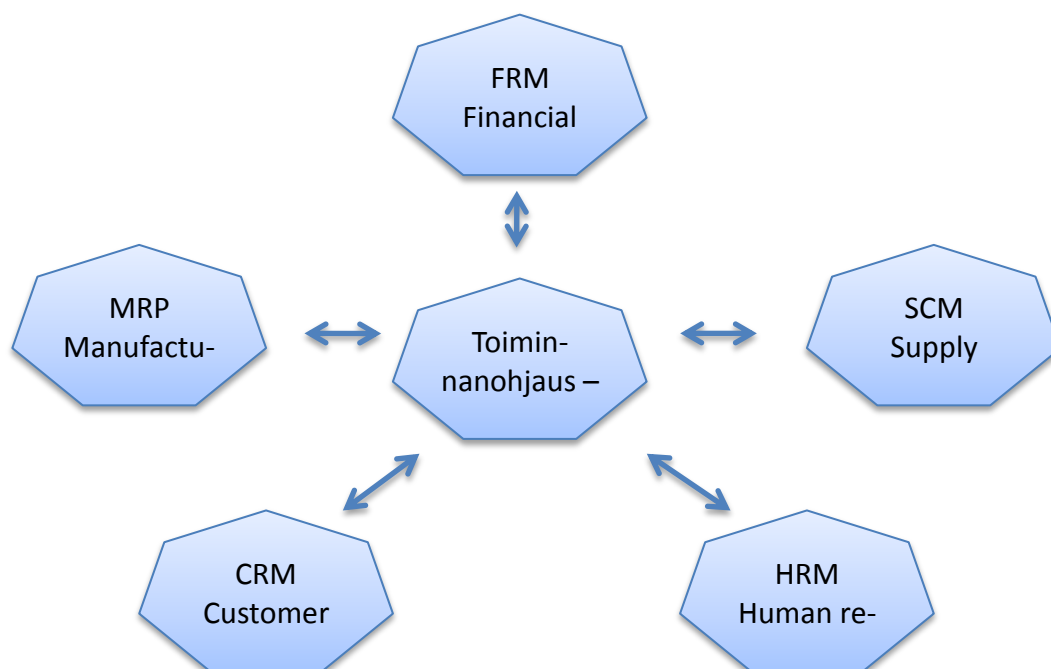 FRM
Financial
MRP
Manufactu-
Toimin-
nanohjaus –
SCM
Supply
CRM
Customer
HRM
Human re-